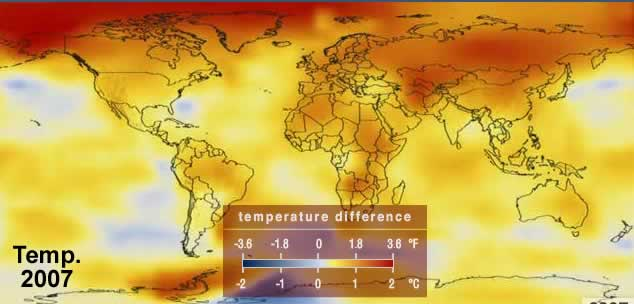 temperature difference
-3.6 -1.8 0 1.8 3.6 °F
-2 -1 0 1 2 °C
Temp.
2007